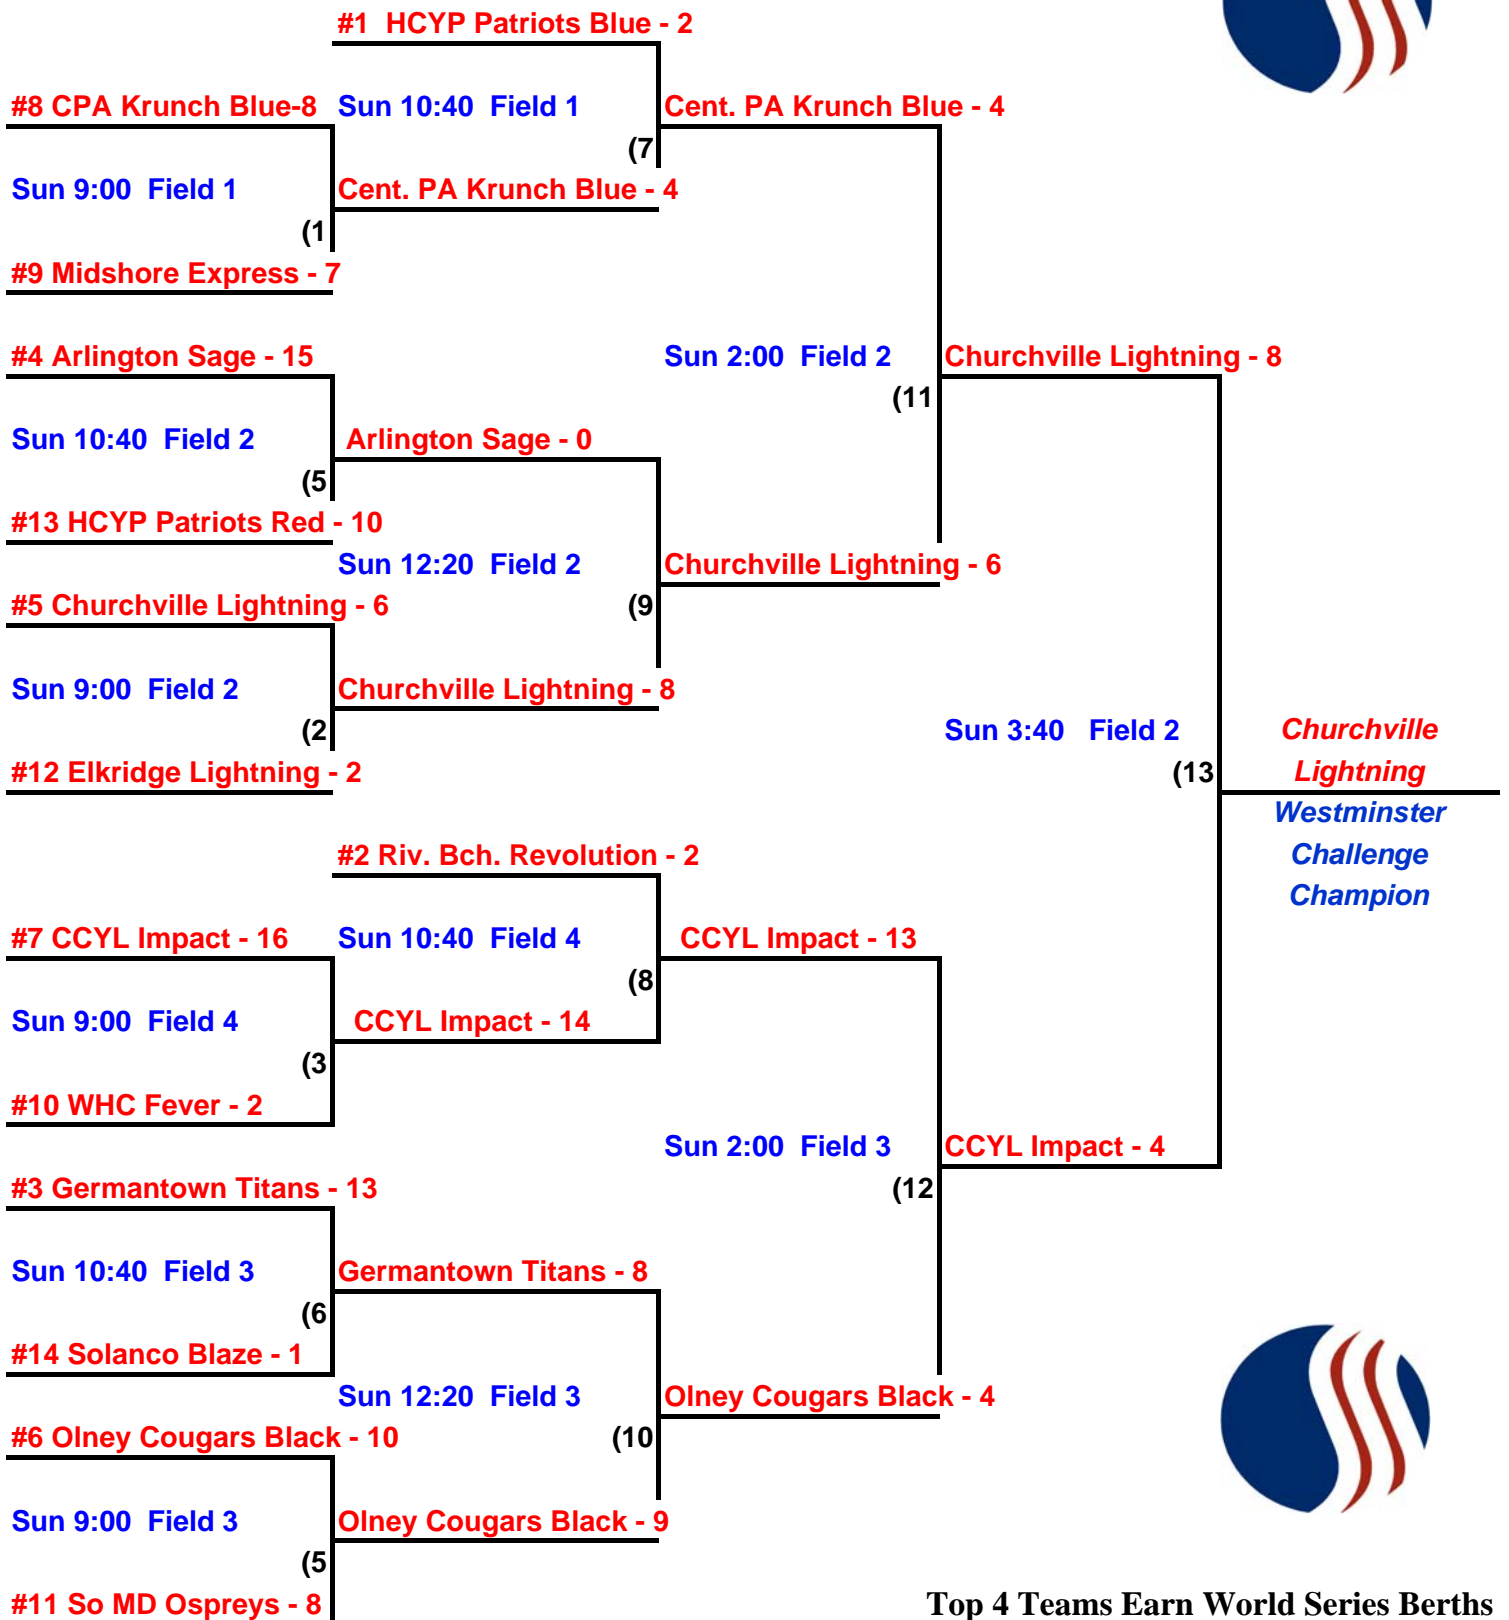 #1  HCYP Patriots Blue - 2
#8 CPA Krunch Blue-8
Sun 10:40  Field 1
Cent. PA Krunch Blue - 4
(7
Sun 9:00  Field 1
Cent. PA Krunch Blue - 4
(1
#9 Midshore Express - 7
#4 Arlington Sage - 15
Sun 2:00  Field 2
Churchville Lightning - 8
(11
Sun 10:40  Field 2
Arlington Sage - 0
(5
#13 HCYP Patriots Red - 10
Sun 12:20  Field 2
Churchville Lightning - 6
#5 Churchville Lightning - 6
(9
Sun 9:00  Field 2
Churchville Lightning - 8
(2
Sun 3:40   Field 2
Churchville
#12 Elkridge Lightning - 2
(13
Lightning
Westminster
#2 Riv. Bch. Revolution - 2
Challenge
Champion
#7 CCYL Impact - 16
Sun 10:40  Field 4
CCYL Impact - 13
(8
Sun 9:00  Field 4
CCYL Impact - 14
(3
#10 WHC Fever - 2
Sun 2:00  Field 3
CCYL Impact - 4
#3 Germantown Titans - 13
(12
Sun 10:40  Field 3
Germantown Titans - 8
(6
#14 Solanco Blaze - 1
Sun 12:20  Field 3
Olney Cougars Black - 4
#6 Olney Cougars Black - 10
(10
Sun 9:00  Field 3
Olney Cougars Black - 9
(5
#11 So MD Ospreys - 8
Top 4 Teams Earn World Series Berths